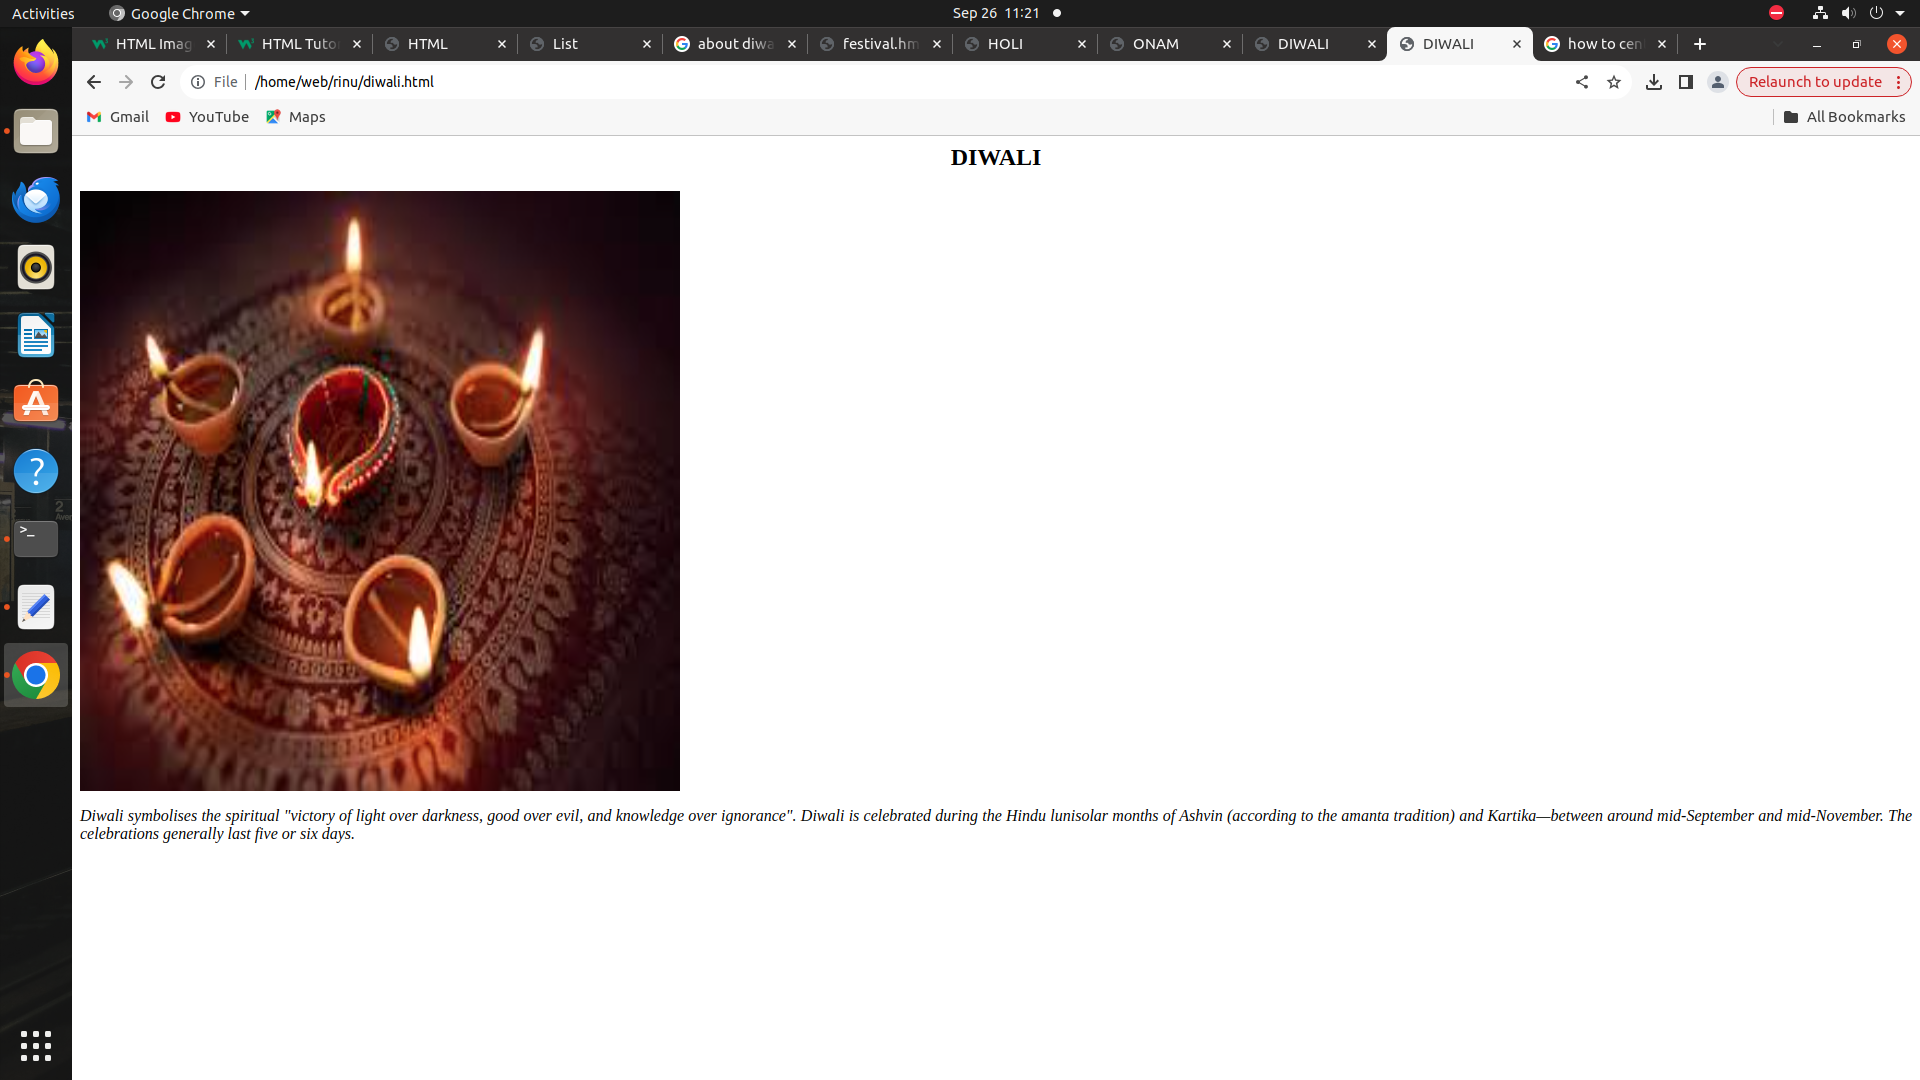 Activities
Google Chrome
Sep 26 11:21
HTML Imag
HTML Tutor
HTML
List
about diwa
festival.hm
HOLI
ONAM
DIWALI
DIWALI
how to cen
File
/home/web/rinu/diwali.html
Relaunch to update
Gmail
YouTube
Maps
All Bookmarks
DIWALI
Diwali symbolises the spiritual "victory of light over darkness, good over evil, and knowledge over ignorance". Diwali is celebrated during the Hindu lunisolar months of Ashvin (according to the amanta tradition) and Kartika—between around mid-September and mid-November. The
celebrations generally last five or six days.